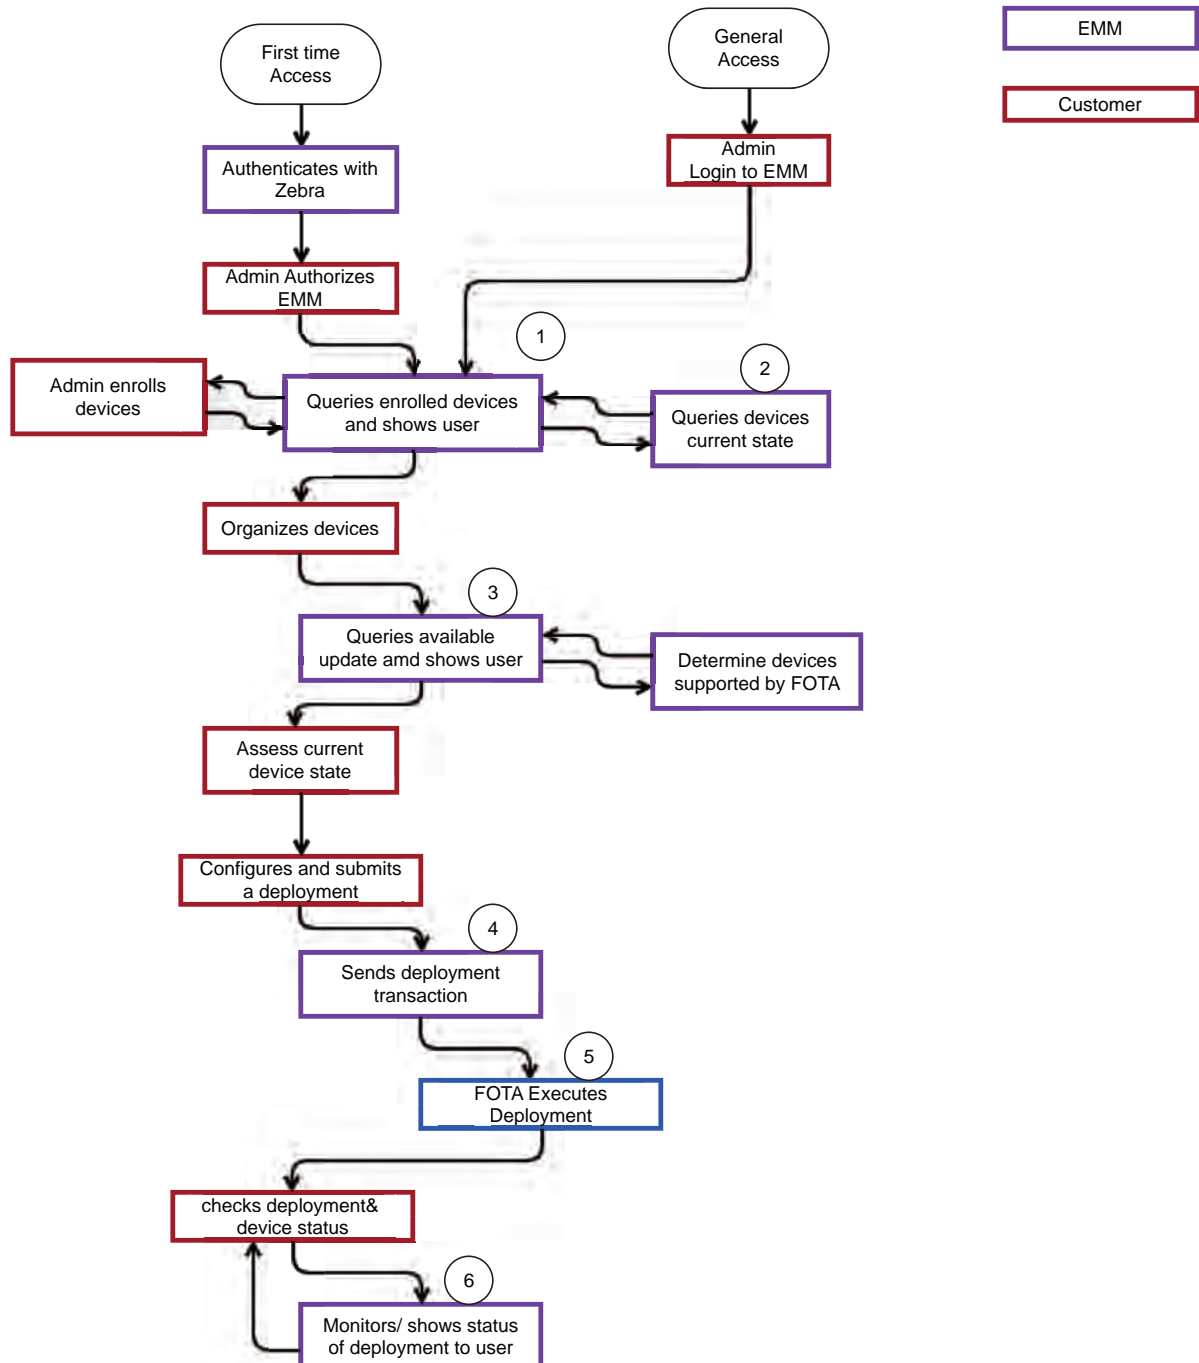 First time
Access
General
Access
EMM
Customer
Authenticates with
Zebra
Admin
Login to EMM
Admin Authorizes
EMM
1
Admin enrolls
devices
Queries enrolled devices
and shows user
2
Queries devices
current state
Organizes devices
3
Queries available
update amd shows user
Determine devices
supported by FOTA
Assess current
device state
Configures and submits
a deployment
4
Sends deployment
transaction
5
FOTA Executes
Deployment
checks deployment&
device status
6
Monitors/ shows status
of deployment to user